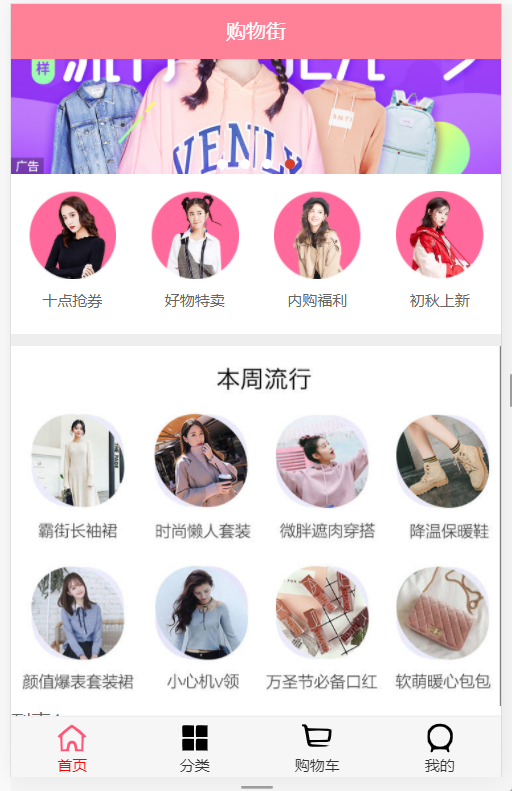 购物街
样
VENLY
广告
十点抢券
好物特卖
内购福利
初秋上新
本周流行
霸街长袖裙
时尚懒人套装
微胖遮肉穿搭
降温保暖鞋
颜值爆表套装裙
小心机v领
万圣节必备口红
软萌暖心包包
首页
分类
购物车
我的